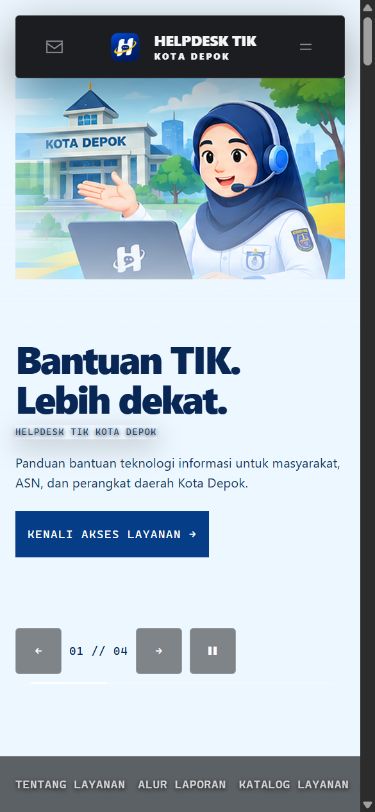 HELPDESK TIK
KOTA DEPOK
KOTA DEPOK
Bantuan TIK.
Lebih dekat.
HELPDESK TIK KOTA DEPOK
Panduan bantuan teknologi informasi untuk masyarakat,
ASN, dan perangkat daerah Kota Depok.
KENALI AKSES LAYANAN →
← 01 // 04 →
TENTANG LAYANAN ALUR LAPORAN KATALOG LAYANAN